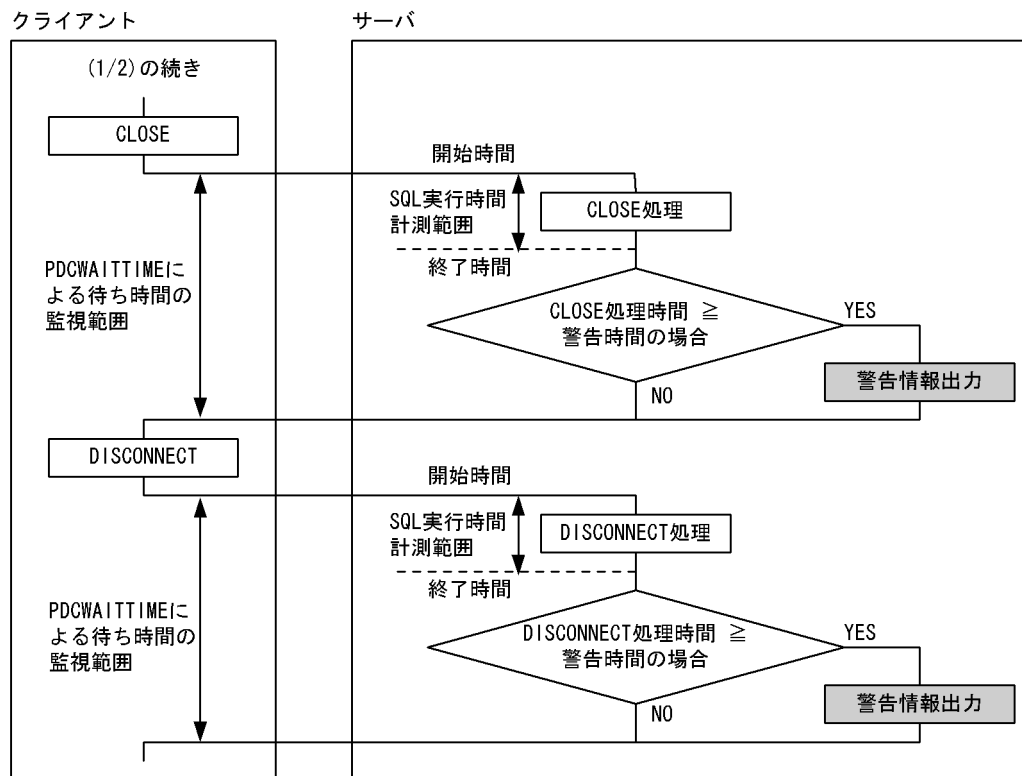 クライアント
サーバ
(1/2)の続き
CLOSE
開始時間
SQL実行時間
計測範囲
CLOSE処理
終了時間
PDCWAITTIMEに
よる待ち時間の
監視範囲
CLOSE処理時間 ≧
警告時間の場合
YES
警告情報出力
NO
DISCONNECT
開始時間
SQL実行時間
計測範囲
DISCONNECT処理
終了時間
PDCWAITTIMEに
よる待ち時間の
監視範囲
DISCONNECT処理時間 ≧
警告時間の場合
YES
警告情報出力
NO